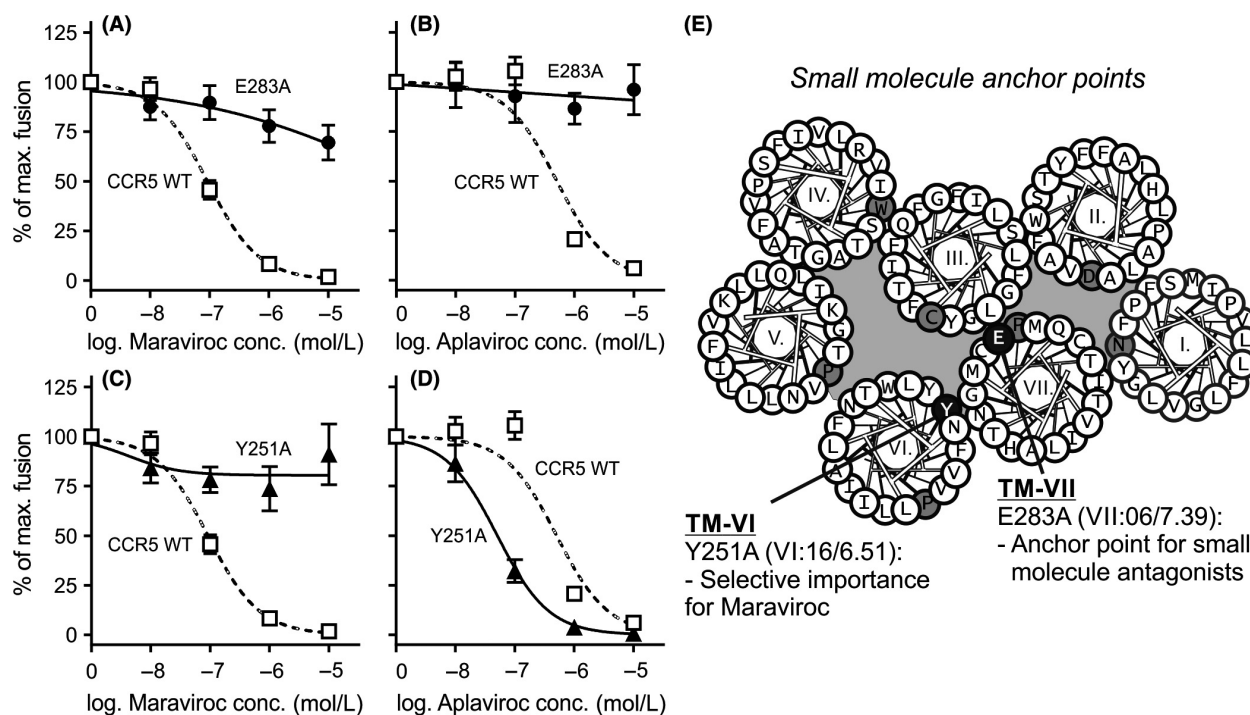 (A)
125
100
75
50
25
0
% of max. fusion
E283A
CCR5 WT
0 –8 –7 –6 –5
log. Maraviroc conc. (mol/L)
(B)
E283A
CCR5 WT
0 –8 –7 –6 –5
log. Aplaviroc conc. (mol/L)
(C)
125
100
75
50
25
0
% of max. fusion
Y251A
CCR5 WT
0 –8 –7 –6 –5
log. Maraviroc conc. (mol/L)
(D)
CCR5 WT
Y251A
0 –8 –7 –6 –5
log. Aplaviroc conc. (mol/L)
(E)
Small molecule anchor points
IV.
III.
II.
V.
I.
VII.
VI.
E
Y
TM-VI
Y251A (VI:16/6.51):
- Selective importance
for Maraviroc
TM-VII
E283A (VII:06/7.39):
- Anchor point for small
molecule antagonists